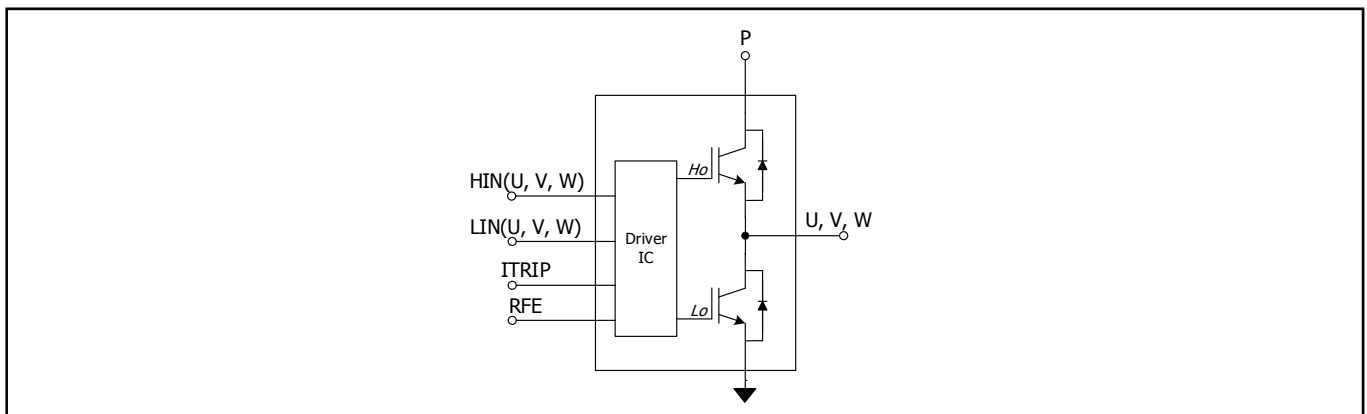 P
Ho
HIN(U, V, W)
U, V, W
LIN(U, V, W)
Driver
IC
ITRIP
RFE
Lo